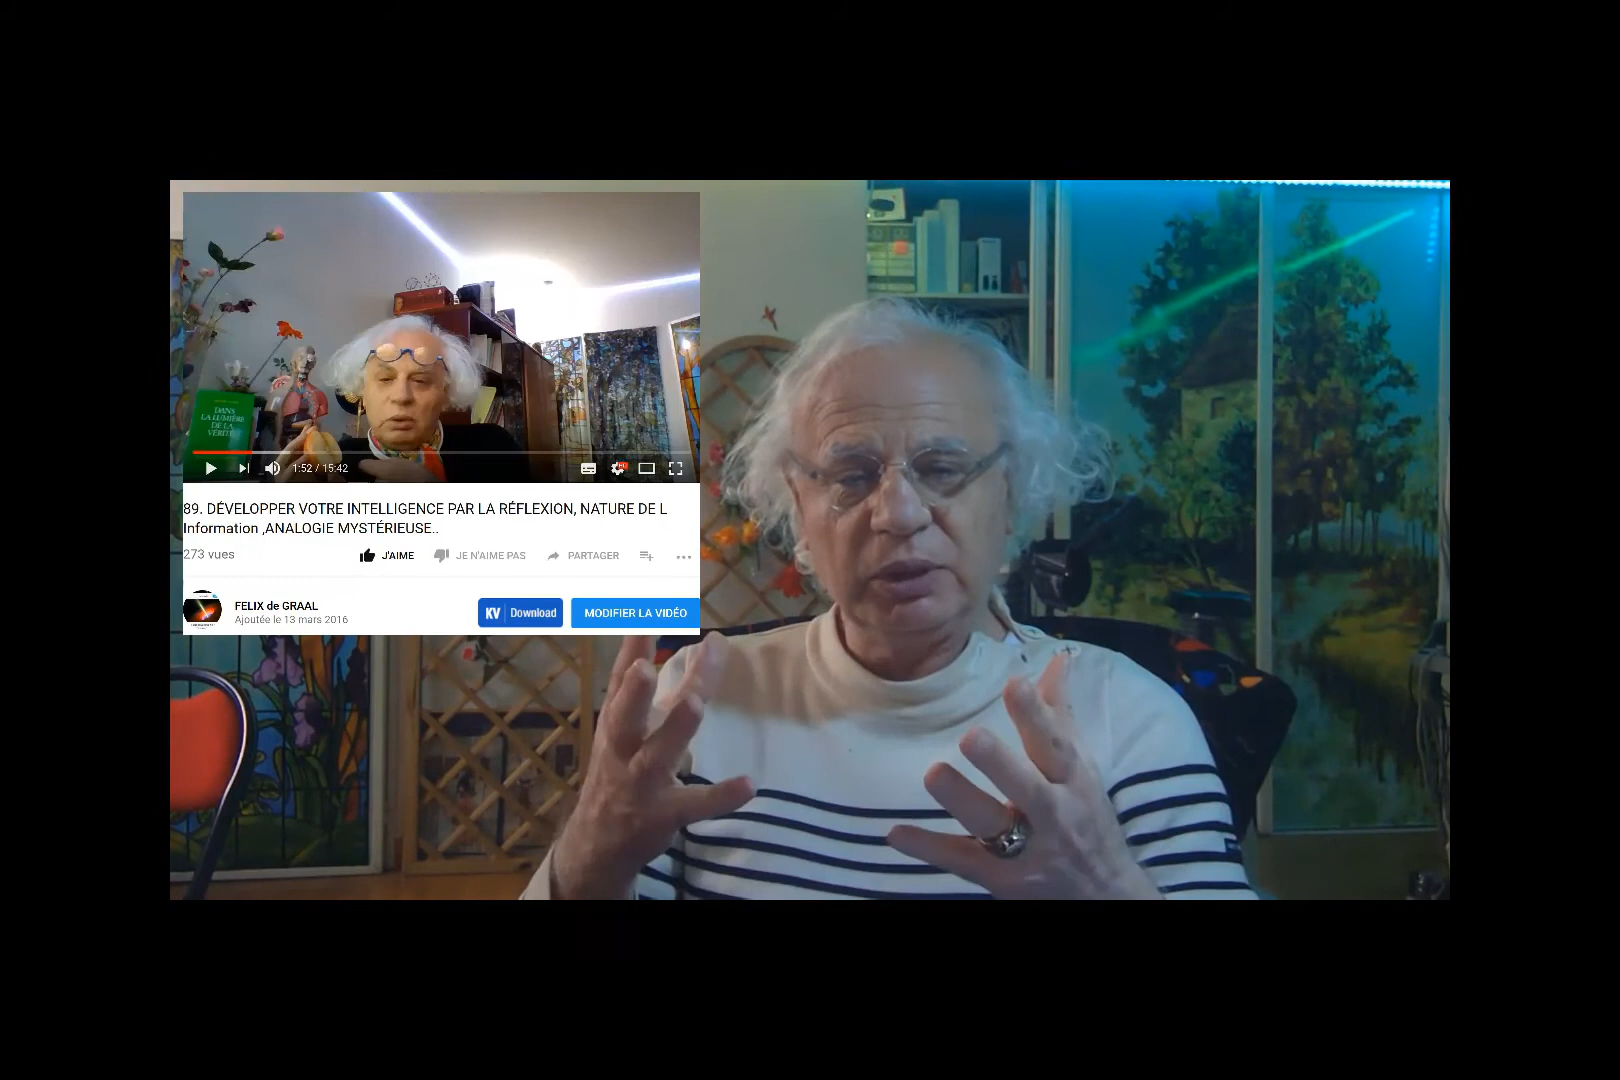 DANS
LA LUMIÈRE
DE LA
VÉRITÉ
1:52 / 15:42
89. DÉVELOPPER VOTRE INTELLIGENCE PAR LA RÉFLEXION, NATURE DE L
Information ,ANALOGIE MYSTÉRIEUSE..
273 vues
J'AIME
JE N'AIME PAS
PARTAGER
FELIX de GRAAL
Ajoutée le 13 mars 2016
KV Download
MODIFIER LA VIDÉO